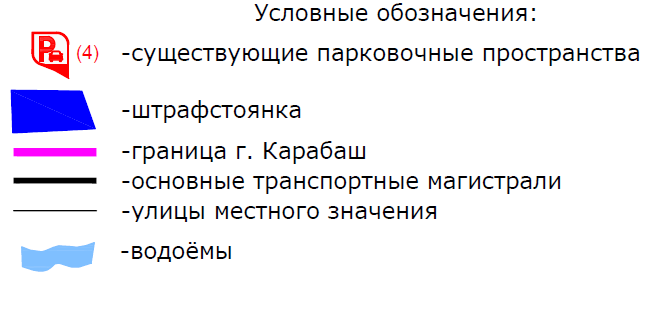 Условные обозначения:
P (4) -существующие парковочные пространства
-штрафстоянка
-граница г. Карабаш
-основные транспортные магистрали
-улицы местного значения
-водоёмы